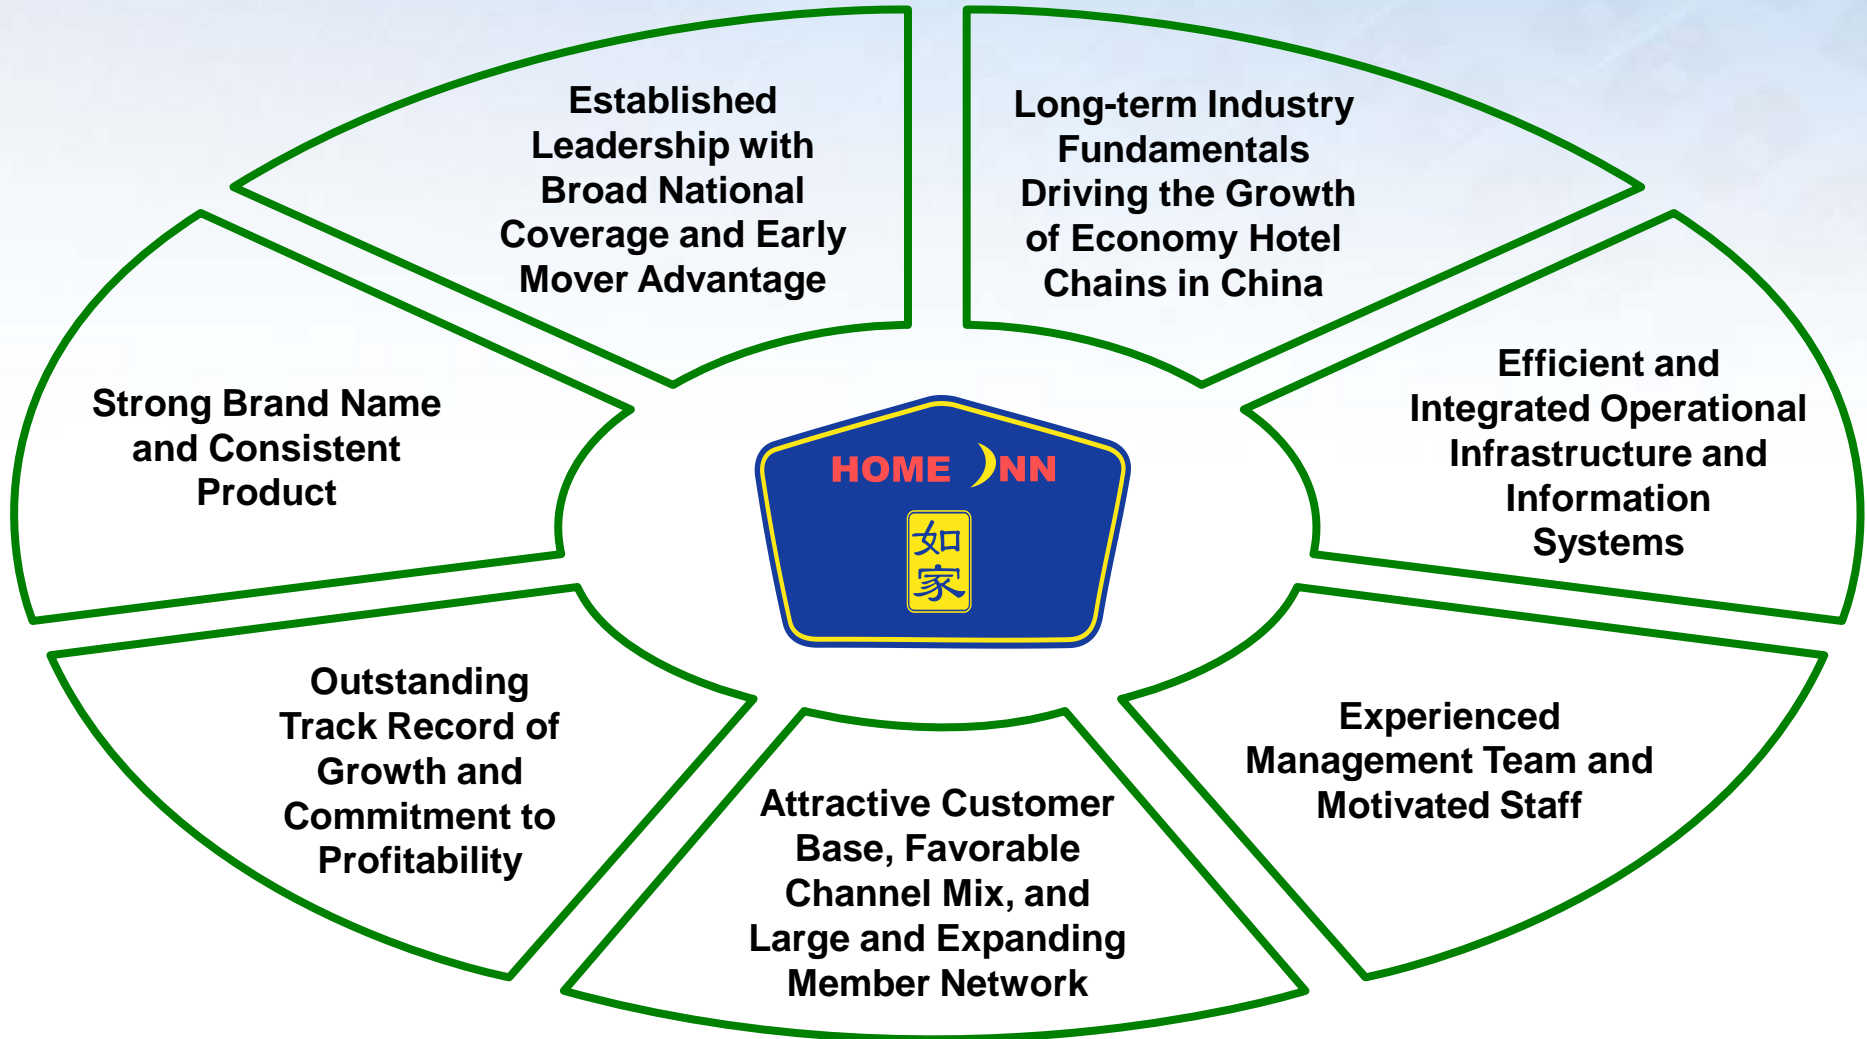 Established
Leadership with
Broad National
Coverage and Early
Mover Advantage
Long-term Industry
Fundamentals
Driving the Growth
of Economy Hotel
Chains in China
Strong Brand Name
and Consistent
Product
Efficient and
Integrated Operational
Infrastructure and
Information
Systems
HOME INN
如
家
Outstanding
Track Record of
Growth and
Commitment to
Profitability
Experienced
Management Team and
Motivated Staff
Attractive Customer
Base, Favorable
Channel Mix, and
Large and Expanding
Member Network